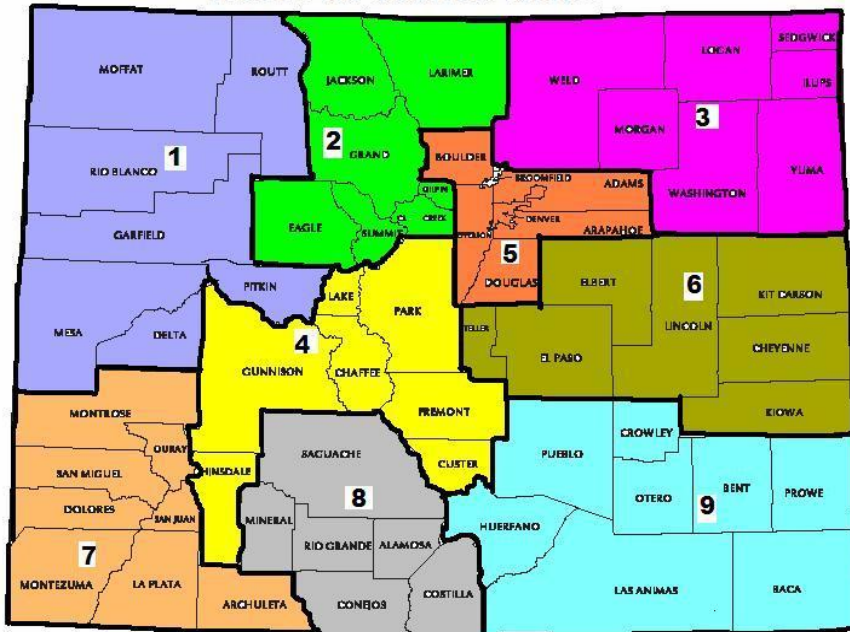 MOFFAT
ROUTT
JACKSON
LARIMER
WELD
LOGAN
SEDGWICK
ILLIPS
MORGAN
3
1
2
GRAND
BOULDER
RIO BLANCO
YUMA
BROOMFIELD
ADAMS
WASHINGTON
GILPIN
EAGLE
SUMMI
CREEK
DENVER
ARAPAHOE
GARFIELD
5
PITKIN
DOUGLAS
ELBERT
6
KIT CARSON
LAKE
PARK
MESA
DELTA
TELLER
LINCOLN
4
CHEYENNE
GUNNISON
CHAFFEE
EL PASO
MONTROSE
FREMONT
KIOWA
OURAY
SAGUACHE
PUEBLO
CROWLEY
SAN MIGUEL
HINSDALE
CUSTER
8
OTERO
9
BENT
PROWE
DOLORES
SAN JUAN
MINERAL
HUERFANO
7
RIO GRANDE
ALAMOSA
MONTEZUMA
LA PLATA
ARCHULETA
CONEJOS
COSTILLA
LAS ANIMAS
BACA